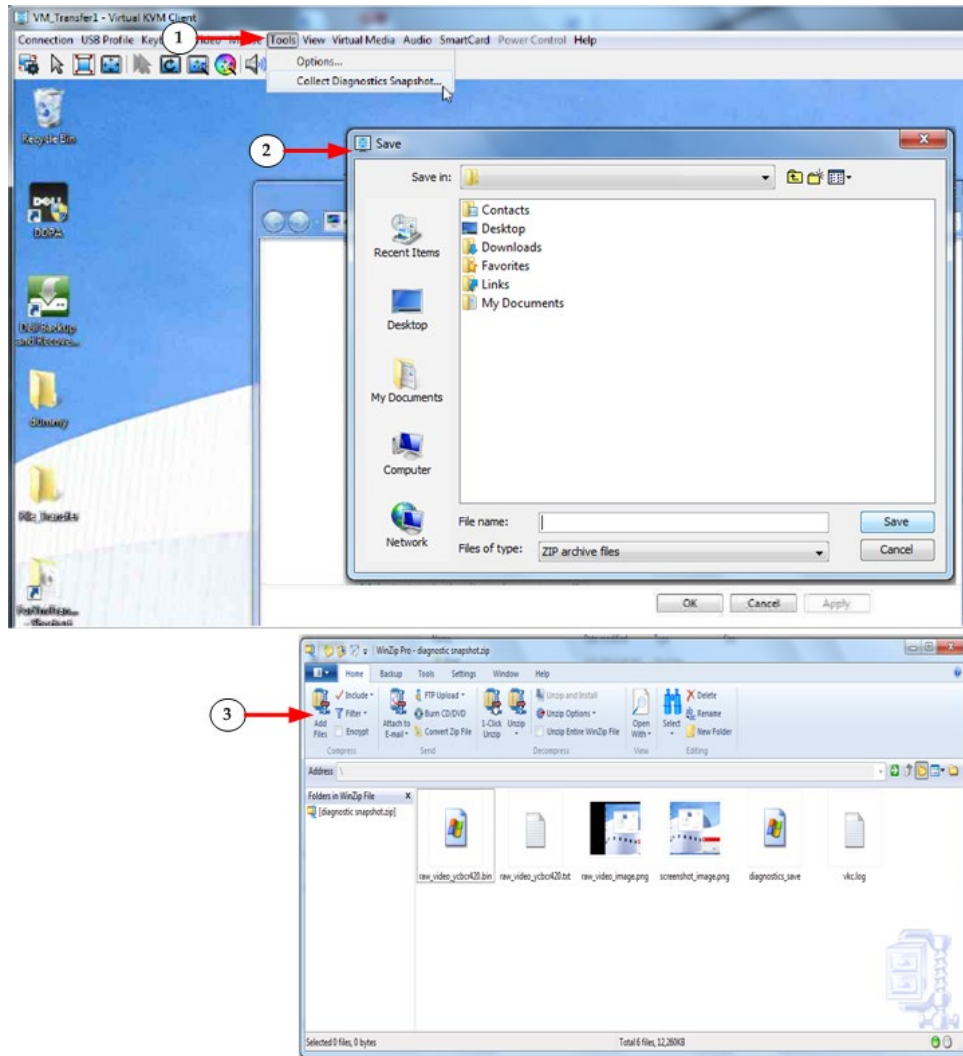 VM_Transfer1 - Virtual KVM Client
Connection USB Profile Tools View Virtual Media Audio SmartCard Power Control Help
1
Options...
Collect Diagnostics Snapshot...
Recycle Bin
2
Save
Save in:
Contacts
Desktop
Downloads
Favorites
Links
My Documents
Recent Items
Desktop
My Documents
Computer
Network
File name:
Save
Files of type:
ZIP archive files
Cancel
DELL
Dell Backup
OK Cancel Apply
WinZip Pro - diagnostic snapshot.zip
Home Backup Tools Settings Window Help
3
Add Files
Include
Filter
Encrypt
Compress
Attach to E-mail
FTP Upload
Burn CD/DVD
Convert Zip File
Send
1-Click Unzip
Unzip
Unzip and Install
Unzip Options
Unzip Entire WinZip File
Decompress
Open With
View
Select
Delete
Rename
New Folder
Editing
Address \
Folders in WinZip File X
[diagnostic snapshot.zip]
raw_video_ycbcr420.bin raw_video_ycbcr420.txt raw_video_image.png screenshot_image.png diagnostics_save vkc.log
Selected 0 files, 0 bytes
Total 6 files, 12,260KB